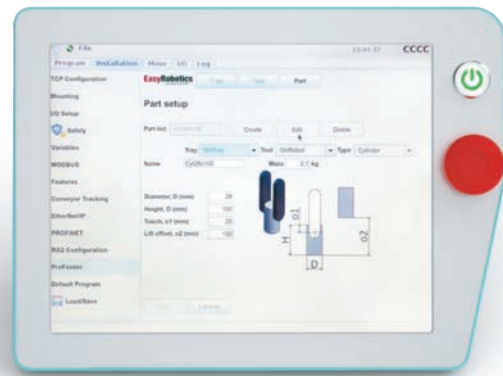 File 18:44:37 CCCC
Program Installation Move I/O Log
TCP Configuration
Mounting
I/O Setup
Safety
Variables
MODBUS
Features
Conveyor Tracking
EtherNet/IP
PROFINET
ProFeeder
Default Program
Load/Save
EasyRobotics Tray Tool Part
Part setup
Part list Create Edit Delete
Tray Tool OnRobot Type Cylinder
Name Cyl28x100 Mass 0.1 kg
Diameter, D (mm) 28
Height, D (mm) 100
Touch, o1 (mm) 25
Lift offset, o2 (mm) 150
o1
H
o2
D
Cancel